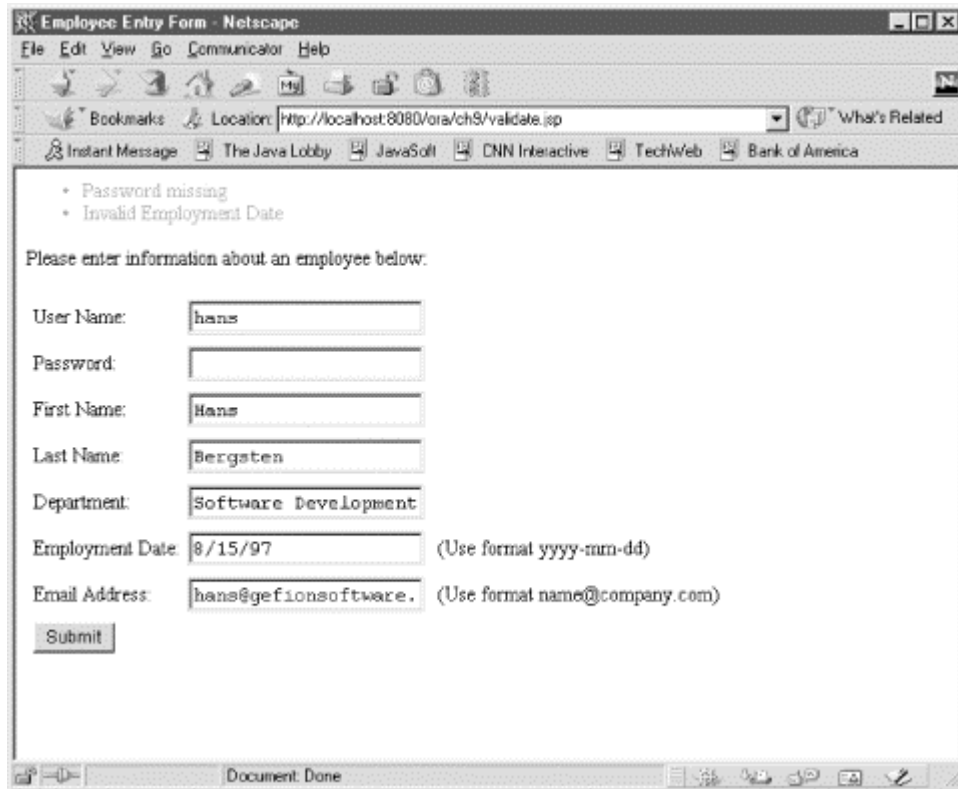 Employee Entry Form - Netscape
File Edit View Go Communicator Help
My
N
Bookmarks Location: http://localhost:8080/ora/ch9/validate.jsp What's Related
Instant Message The Java Lobby JavaSoft CNN Interactive TechWeb Bank of America
• Password missing
• Invalid Employment Date
Please enter information about an employee below:
User Name: hans
Password:
First Name: Hans
Last Name: Bergsten
Department: Software Development
Employment Date: 8/15/97 (Use format yyyy-mm-dd)
Email Address: hans@gefionsoftware. (Use format name@company.com)
Submit
Document: Done